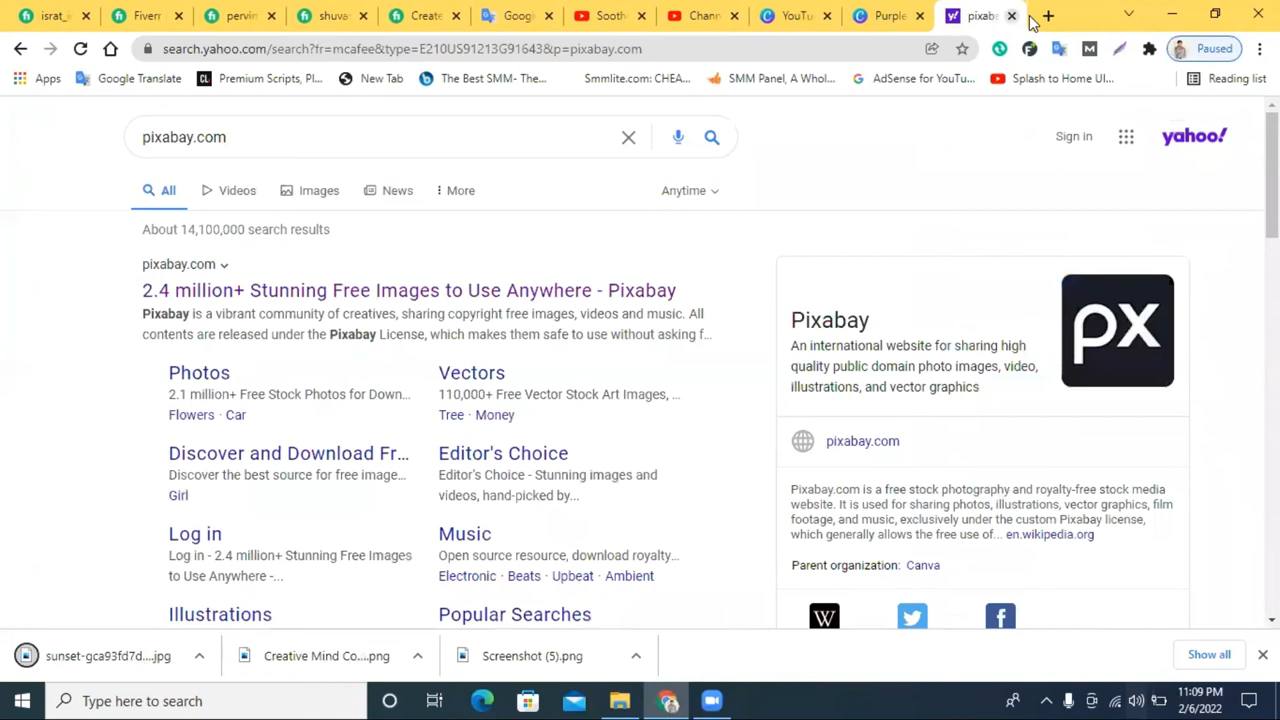 israt_i
Fiverr
pervin
shuva
Create
Goog
Sooth
Chann
YouTu
Purple
pixab
search.yahoo.com/search?fr=mcafee&type=E210US91213G91643&p=pixabay.com
Paused
Apps
Google Translate
Premium Scripts, Pl...
New Tab
The Best SMM- The...
Smmlite.com: CHEA...
SMM Panel, A Whol...
AdSense for YouTu...
Splash to Home UI...
Reading list
pixabay.com
Sign in
yahoo!
All
Videos
Images
News
More
Anytime
About 14,100,000 search results
pixabay.com
2.4 million+ Stunning Free Images to Use Anywhere - Pixabay
Pixabay is a vibrant community of creatives, sharing copyright free images, videos and music. All
contents are released under the Pixabay License, which makes them safe to use without asking f...
Photos
2.1 million+ Free Stock Photos for Down...
Flowers · Car
Vectors
110,000+ Free Vector Stock Art Images, ...
Tree · Money
Discover and Download Fr...
Discover the best source for free image...
Girl
Editor's Choice
Editor's Choice - Stunning images and
videos, hand-picked by...
Log in
Log in - 2.4 million+ Stunning Free Images
to Use Anywhere -...
Music
Open source resource, download royalty...
Electronic · Beats · Upbeat · Ambient
Illustrations
Popular Searches
Pixabay
An international website for sharing high
quality public domain photo images, video,
illustrations, and vector graphics
px
pixabay.com
Pixabay.com is a free stock photography and royalty-free stock media
website. It is used for sharing photos, illustrations, vector graphics, film
footage, and music, exclusively under the custom Pixabay license,
which generally allows the free use of... en.wikipedia.org
Parent organization: Canva
W
sunset-gca93fd7d....jpg
Creative Mind Co....png
Screenshot (5).png
Show all
Type here to search
11:09 PM
2/6/2022